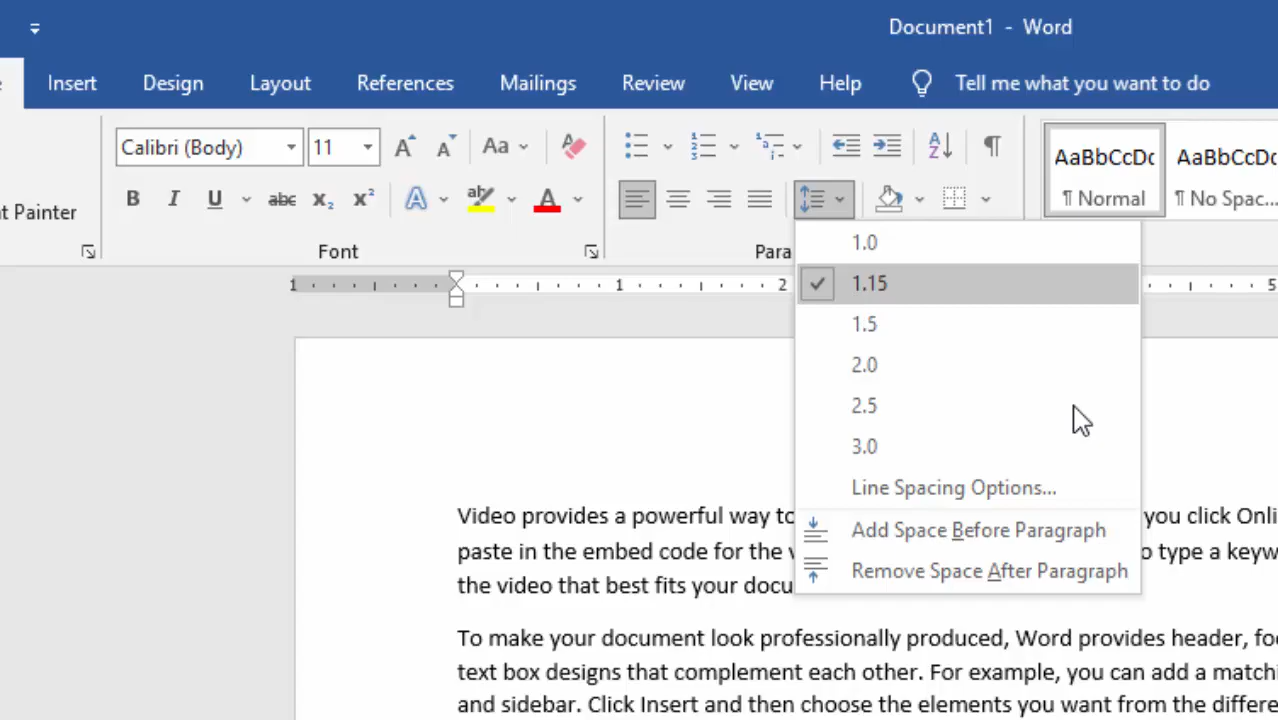 Document1 - Word
Insert Design Layout References Mailings Review View Help Tell me what you want to do
Calibri (Body) 11 Aa AaBbCcDc AaBbCcDc
B I U abc x₂ x² A ab A ¶ Normal ¶ No Spac...
Painter
Font Para
1 1 2 5
1.0
1.15
1.5
2.0
2.5
3.0
Line Spacing Options...
Add Space Before Paragraph
Remove Space After Paragraph
Video provides a powerful way to you click Onli
paste in the embed code for the type a keyw
the video that best fits your docu
To make your document look professionally produced, Word provides header, foo
text box designs that complement each other. For example, you can add a matchi
and sidebar. Click Insert and then choose the elements you want from the differe